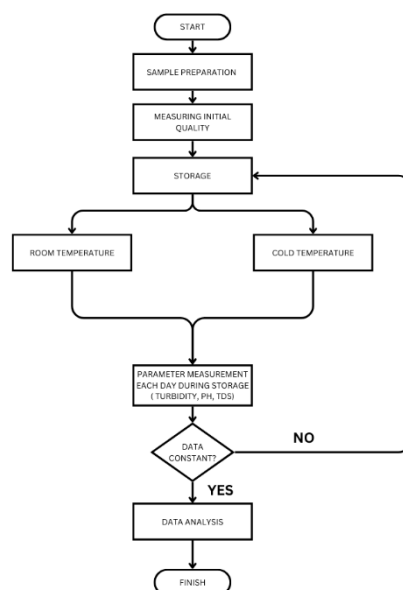 START
SAMPLE PREPARATION
MEASURING INITIAL
QUALITY
STORAGE
ROOM TEMPERATURE
COLD TEMPERATURE
PARAMETER MEASUREMENT
EACH DAY DURING STORAGE
( TURBIDITY, PH, TDS)
DATA
CONSTANT?
NO
YES
DATA ANALYSIS
FINISH